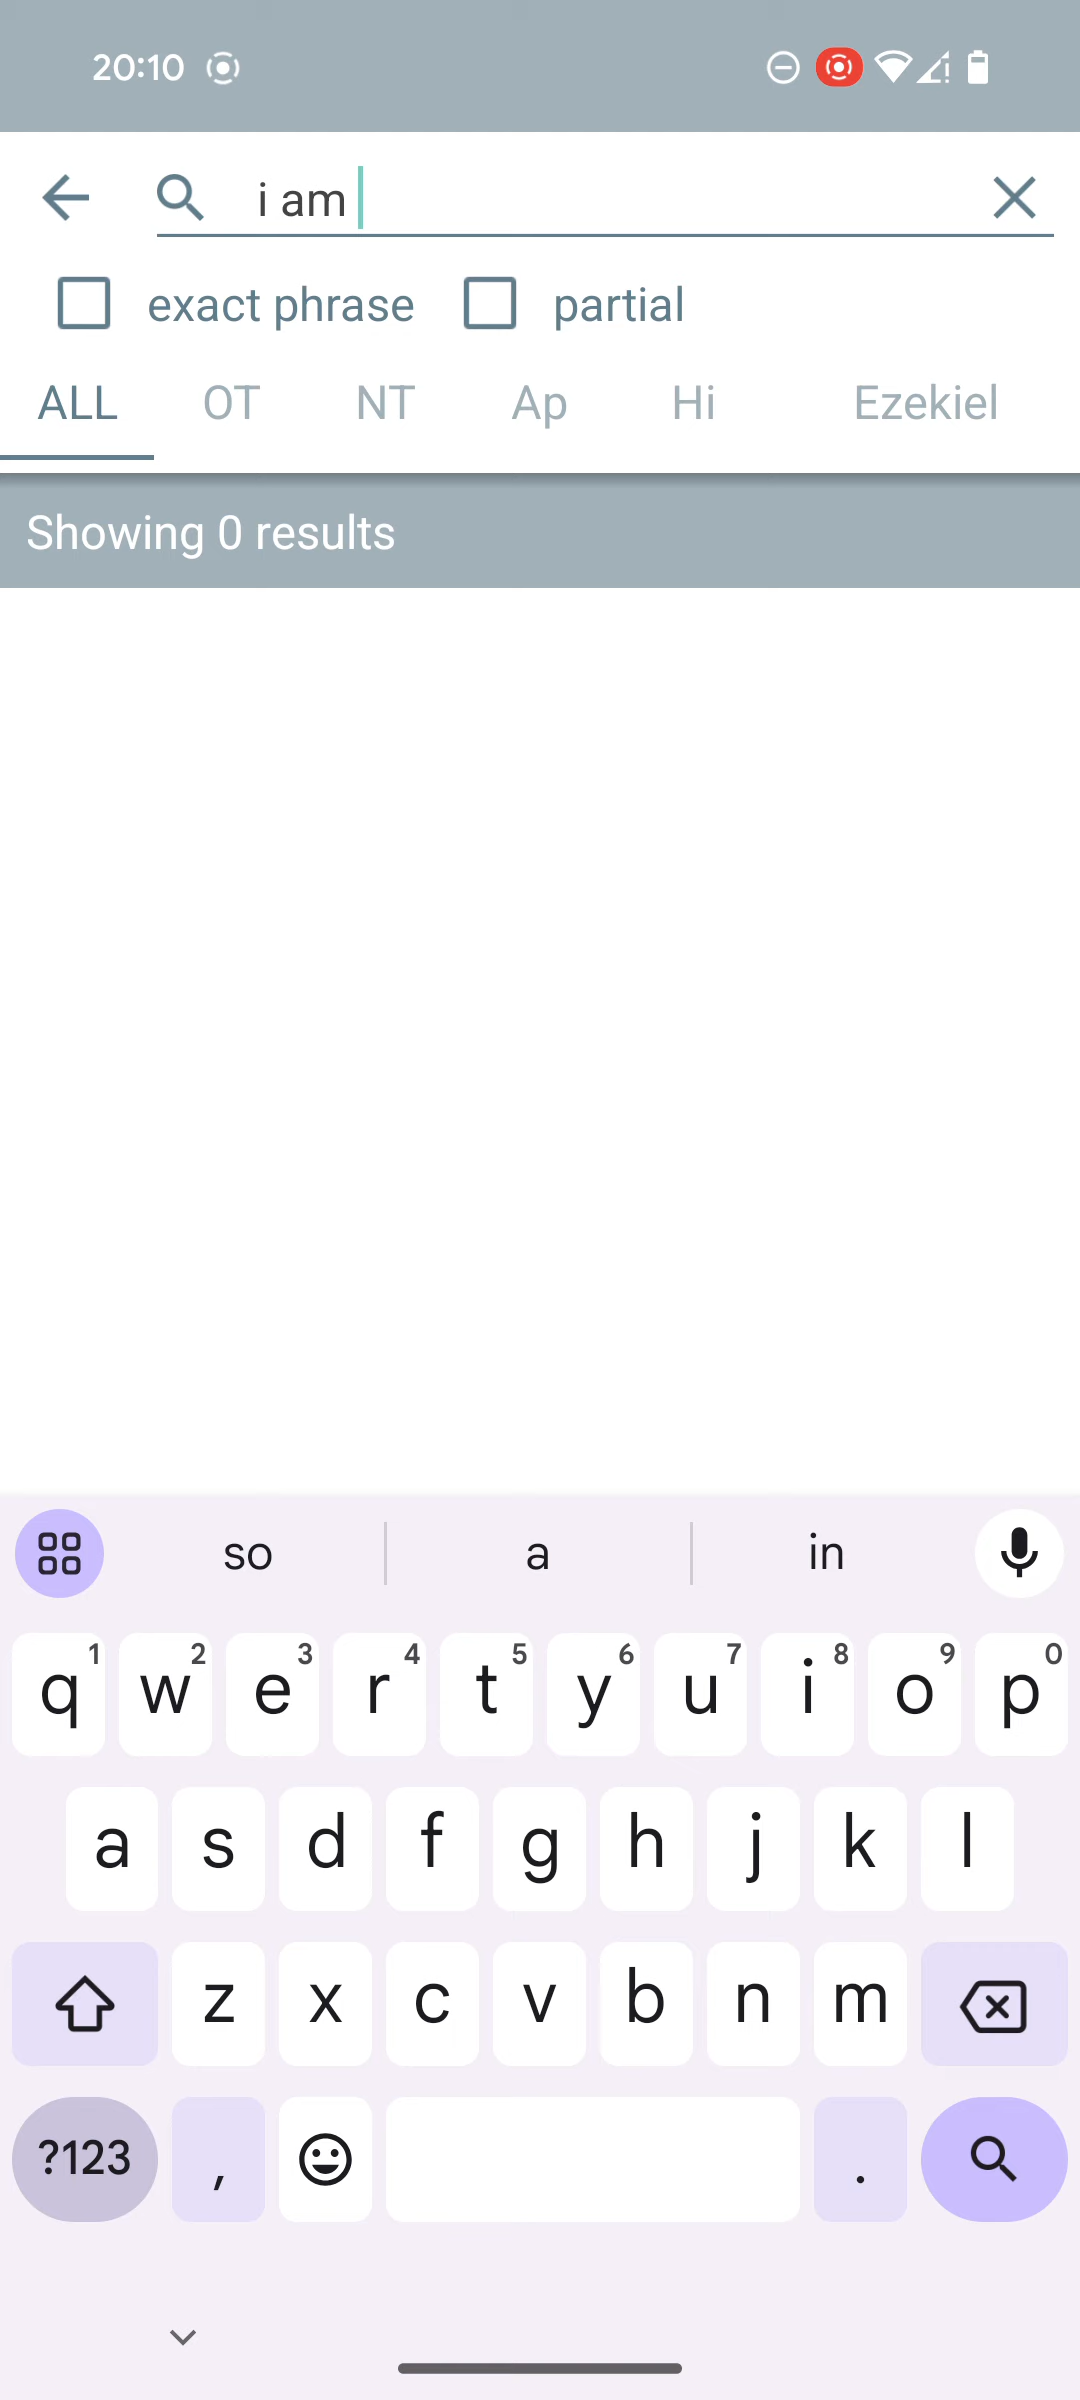 20:10
i am
exact phrase partial
ALL OT NT Ap Hi Ezekiel
Showing 0 results
so a in
q1 w2 e3 r4 t5 y6 u7 i8 o9 p0
a s d f g h j k l
z x c v b n m
?123 , .